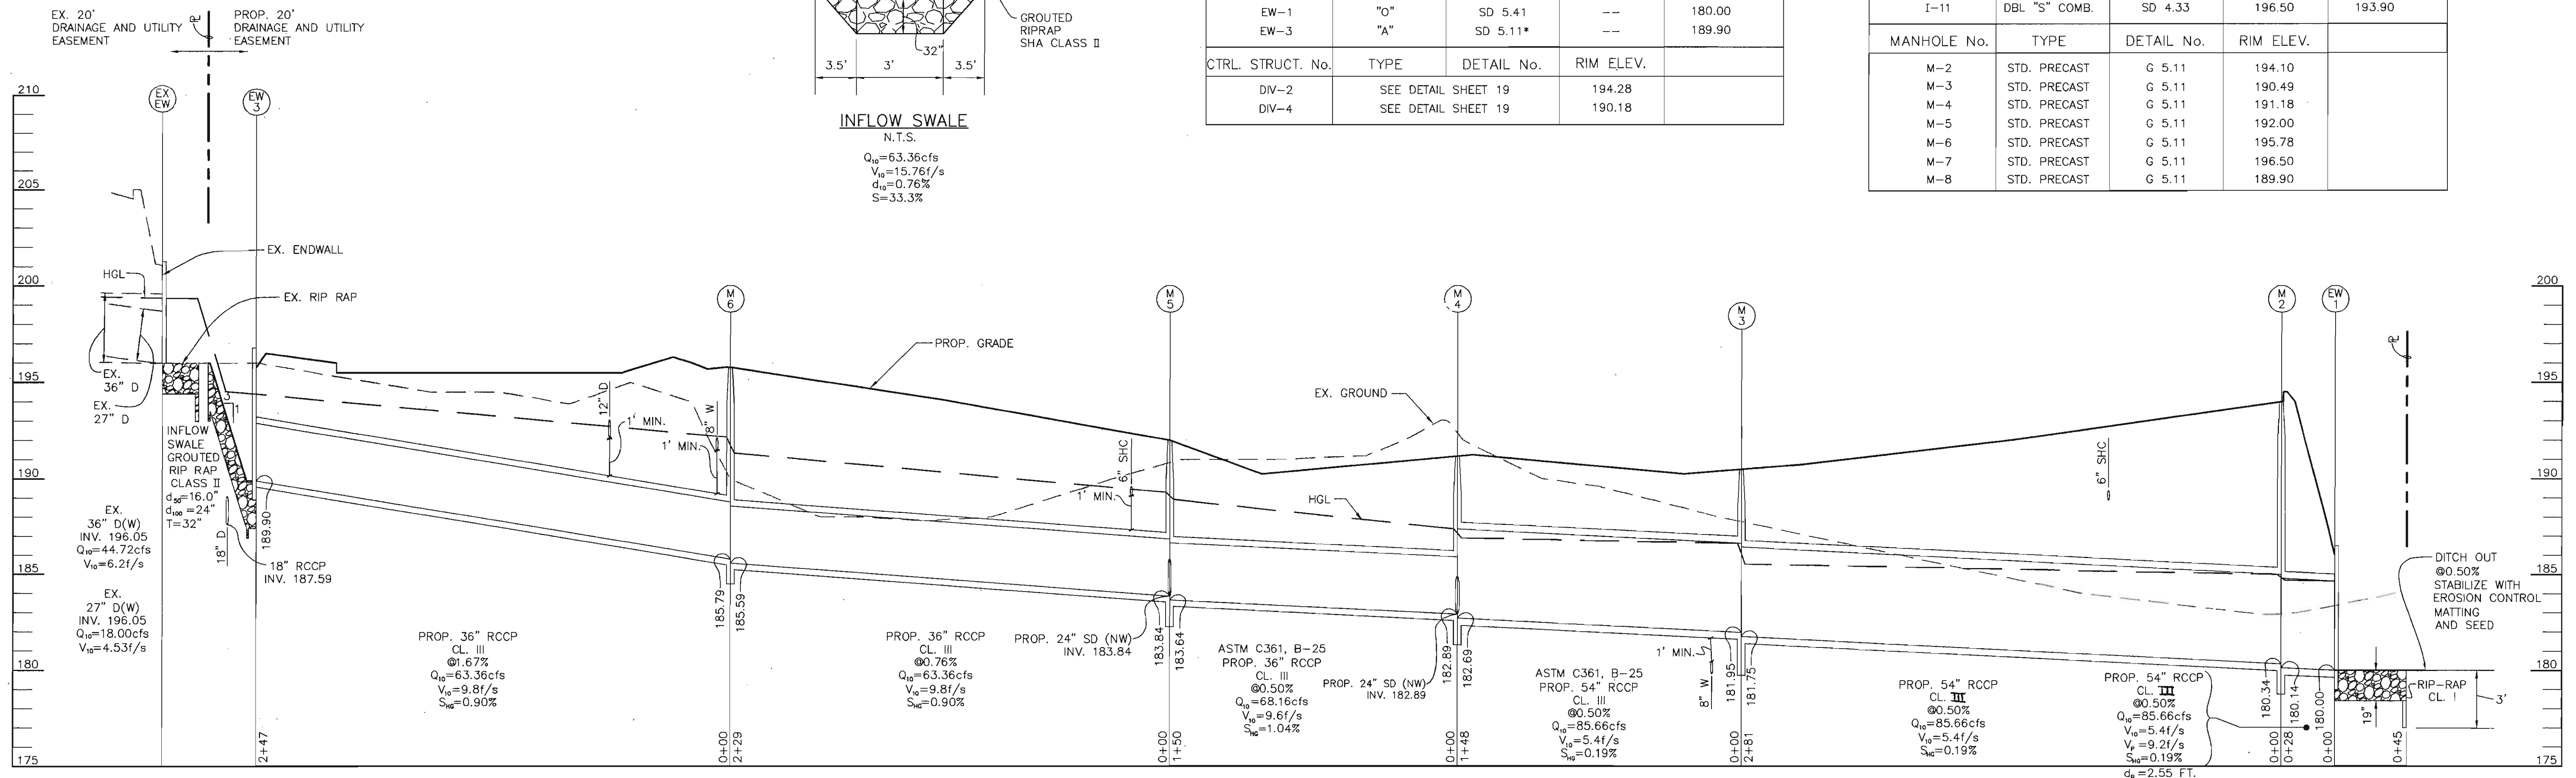 EX. 20'
DRAINAGE AND UTILITY
EASEMENT
PROP. 20'
DRAINAGE AND UTILITY
EASEMENT
GROUTED
RIPRAP
SHA CLASS II
32"
3.5' 3' 3.5'
INFLOW SWALE
N.T.S.
Q₁₀=63.36cfs
V₁₀=15.76f/s
d₁₀=0.76%
S=33.3%
EW-1 "O" SD 5.41 -- 180.00
EW-3 "A" SD 5.11* -- 189.90
CTRL. STRUCT. No. TYPE DETAIL No. RIM ELEV.
DIV-2 SEE DETAIL SHEET 19 194.28
DIV-4 SEE DETAIL SHEET 19 190.18
I-11 DBL "S" COMB. SD 4.33 196.50 193.90
MANHOLE No. TYPE DETAIL No. RIM ELEV.
M-2 STD. PRECAST G 5.11 194.10
M-3 STD. PRECAST G 5.11 190.49
M-4 STD. PRECAST G 5.11 191.18
M-5 STD. PRECAST G 5.11 192.00
M-6 STD. PRECAST G 5.11 195.78
M-7 STD. PRECAST G 5.11 196.50
M-8 STD. PRECAST G 5.11 189.90
210
205
200
195
190
185
180
175
EX EW
EW 3
M 6
M 5
M 4
M 3
M 2
EW 1
EX. ENDWALL
HGL
EX. RIP RAP
EX.
36" D
EX.
27" D
3
1
INFLOW
SWALE
GROUTED
RIP RAP
CLASS II
d₅₀=16.0"
d₁₀₀=24"
T=32"
EX.
36" D(W)
INV. 196.05
Q₁₀=44.72cfs
V₁₀=6.2f/s
EX.
27" D(W)
INV. 196.05
Q₁₀=18.00cfs
V₁₀=4.53f/s
18" D
18" RCCP
INV. 187.59
189.90
2+47
PROP. 36" RCCP
CL. III
@1.67%
Q₁₀=63.36cfs
V₁₀=9.8f/s
S_HG=0.90%
12" D
1' MIN.
8" W
1' MIN.
185.79
185.59
0+00
2+29
PROP. GRADE
PROP. 36" RCCP
CL. III
@0.76%
Q₁₀=63.36cfs
V₁₀=9.8f/s
S_HG=0.90%
6" SHC
1' MIN.
PROP. 24" SD (NW)
INV. 183.84
183.84
183.64
0+00
1+50
ASTM C361, B-25
PROP. 36" RCCP
CL. III
@0.50%
Q₁₀=68.16cfs
V₁₀=9.6f/s
S_HG=1.04%
EX. GROUND
HGL
PROP. 24" SD (NW)
INV. 182.89
182.89
182.69
0+00
1+48
ASTM C361, B-25
PROP. 54" RCCP
CL. III
@0.50%
Q₁₀=85.66cfs
V₁₀=5.4f/s
S_HG=0.19%
1' MIN.
8" W
181.95
181.75
0+00
2+81
PROP. 54" RCCP
CL. III
@0.50%
Q₁₀=85.66cfs
V₁₀=5.4f/s
S_HG=0.19%
6" SHC
PROP. 54" RCCP
CL. III
@0.50%
Q₁₀=85.66cfs
V₁₀=5.4f/s
Vₚ=9.2f/s
S_HG=0.19%
dₚ=2.55 FT.
180.34
180.14
180.00
0+00
0+28
0+00
0+45
DITCH OUT
@0.50%
STABILIZE WITH
EROSION CONTROL
MATTING
AND SEED
RIP-RAP
CL. I
19"
3'
200
195
190
185
180
175